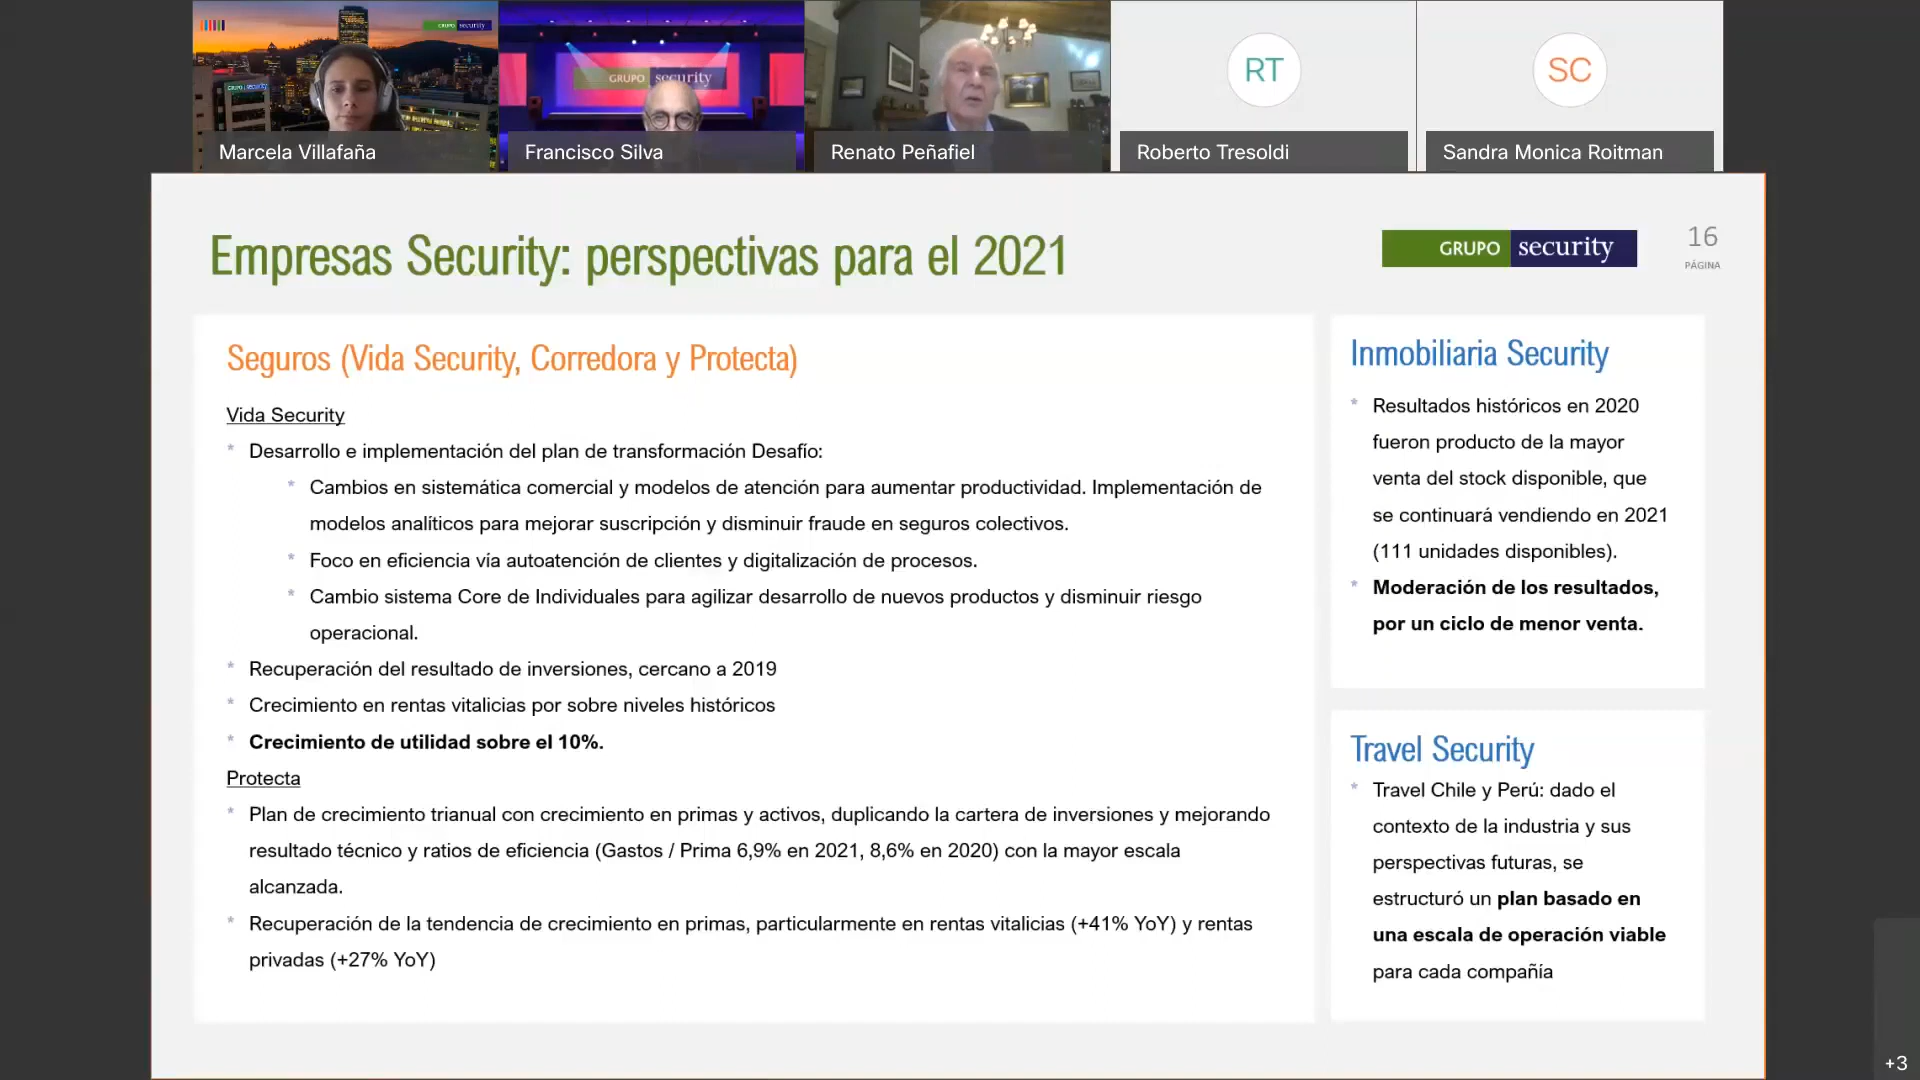 GRUPO security
GRUPO security
GRUPO security
RT
SC
Marcela Villafaña
Francisco Silva
Renato Peñafiel
Roberto Tresoldi
Sandra Monica Roitman
Empresas Security: perspectivas para el 2021
GRUPO security
16
PÁGINA
Seguros (Vida Security, Corredora y Protecta)
Vida Security
* Desarrollo e implementación del plan de transformación Desafío:
* Cambios en sistemática comercial y modelos de atención para aumentar productividad. Implementación de
modelos analíticos para mejorar suscripción y disminuir fraude en seguros colectivos.
* Foco en eficiencia vía autoatención de clientes y digitalización de procesos.
* Cambio sistema Core de Individuales para agilizar desarrollo de nuevos productos y disminuir riesgo
operacional.
* Recuperación del resultado de inversiones, cercano a 2019
* Crecimiento en rentas vitalicias por sobre niveles históricos
* Crecimiento de utilidad sobre el 10%.
Protecta
* Plan de crecimiento trianual con crecimiento en primas y activos, duplicando la cartera de inversiones y mejorando
resultado técnico y ratios de eficiencia (Gastos / Prima 6,9% en 2021, 8,6% en 2020) con la mayor escala
alcanzada.
* Recuperación de la tendencia de crecimiento en primas, particularmente en rentas vitalicias (+41% YoY) y rentas
privadas (+27% YoY)
Inmobiliaria Security
* Resultados históricos en 2020
fueron producto de la mayor
venta del stock disponible, que
se continuará vendiendo en 2021
(111 unidades disponibles).
* Moderación de los resultados,
por un ciclo de menor venta.
Travel Security
* Travel Chile y Perú: dado el
contexto de la industria y sus
perspectivas futuras, se
estructuró un plan basado en
una escala de operación viable
para cada compañía
+3